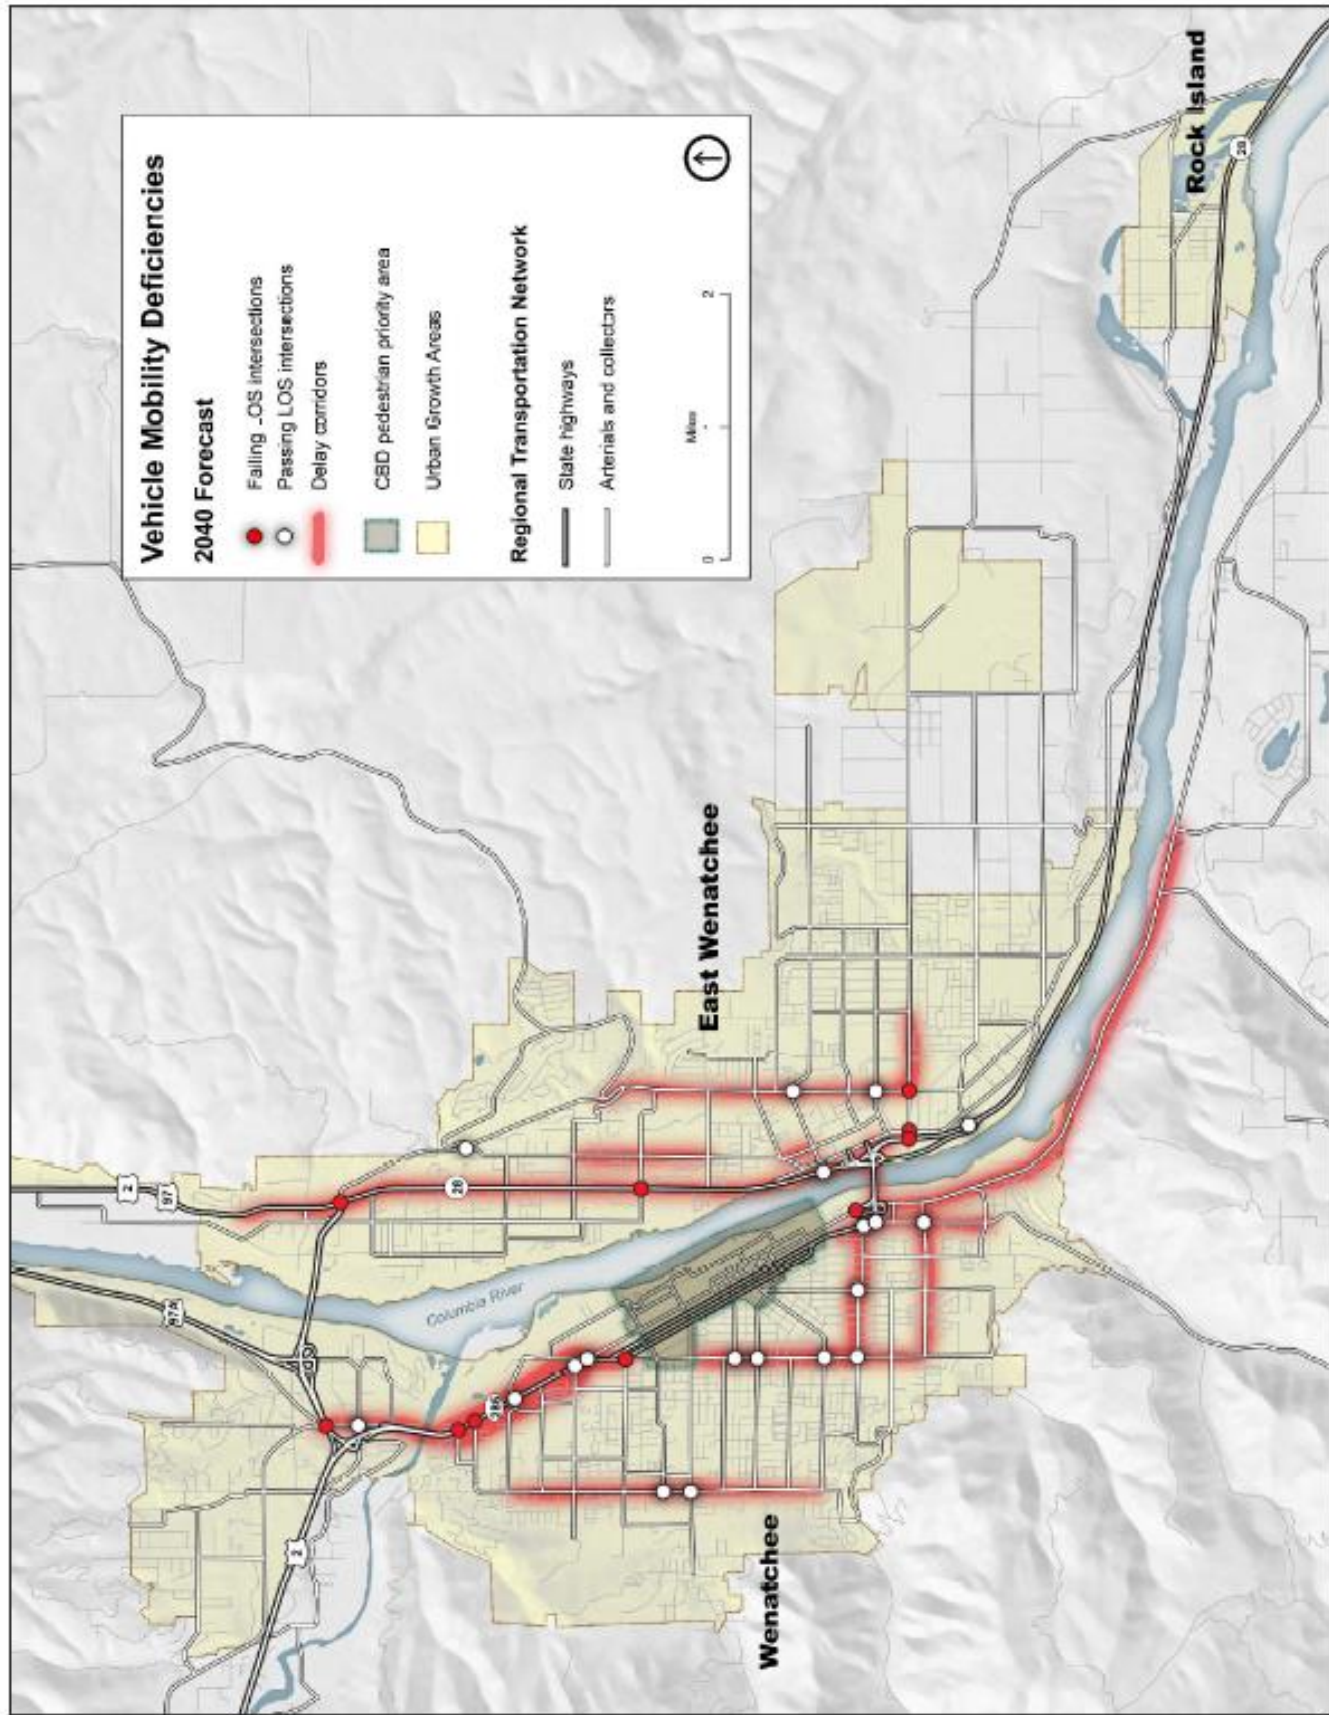 Vehicle Mobility Deficiencies
2040 Forecast
Failing LOS intersections
Passing LOS intersections
Delay corridors
CBD pedestrian priority area
Urban Growth Areas
Regional Transportation Network
State highways
Arterials and collectors
Miles
0
2
Rock Island
28
East Wenatchee
2
97
28
97A
Columbia River
285
2
Wenatchee